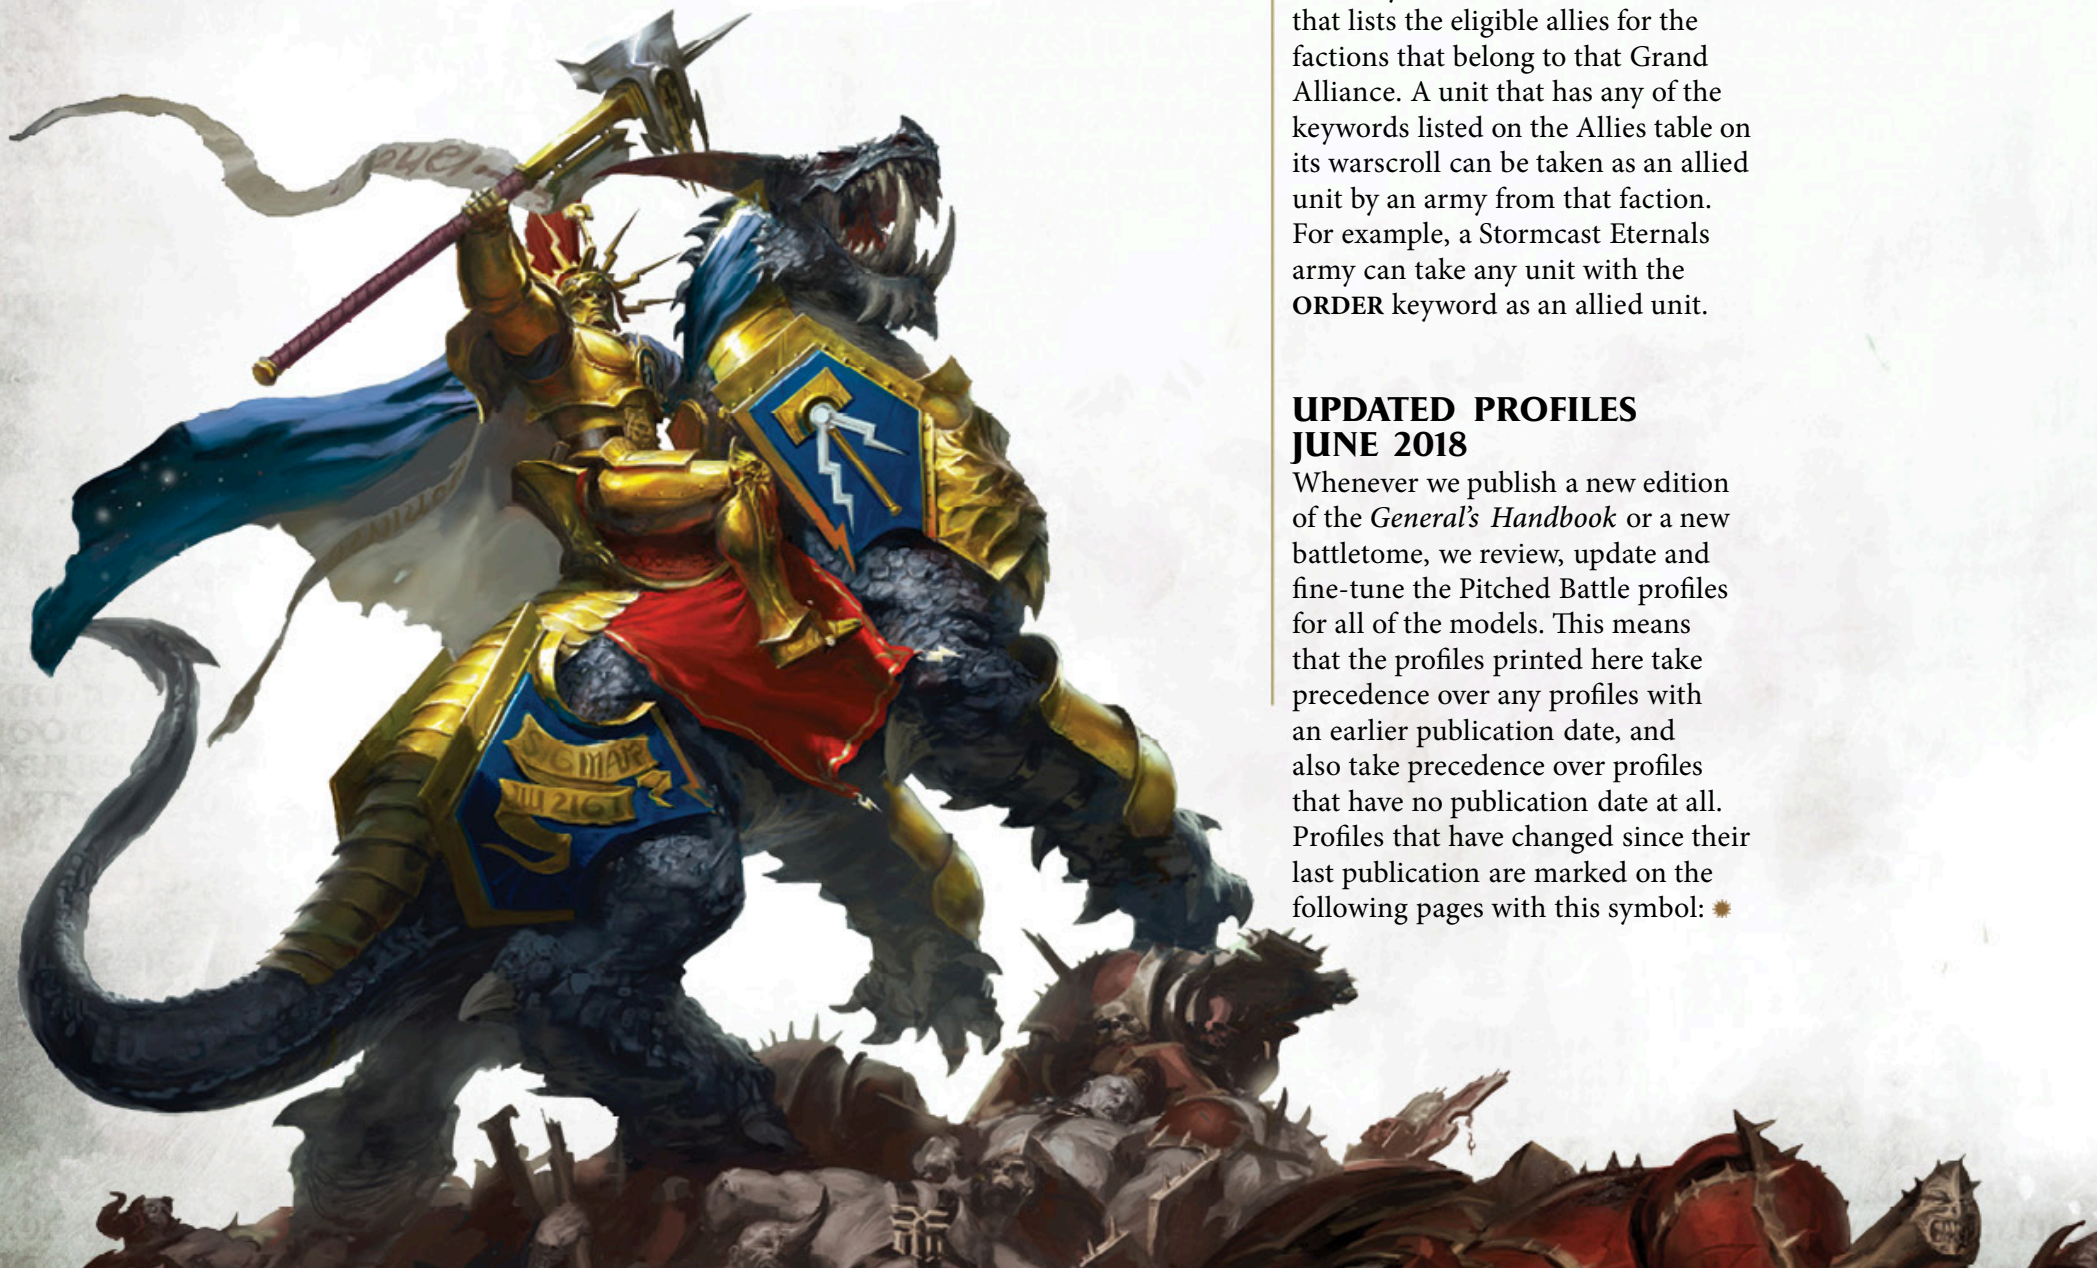 that lists the eligible allies for the
factions that belong to that Grand
Alliance. A unit that has any of the
keywords listed on the Allies table on
its warscroll can be taken as an allied
unit by an army from that faction.
For example, a Stormcast Eternals
army can take any unit with the
ORDER keyword as an allied unit.
UPDATED PROFILES
JUNE 2018
Whenever we publish a new edition
of the General's Handbook or a new
battletome, we review, update and
fine-tune the Pitched Battle profiles
for all of the models. This means
that the profiles printed here take
precedence over any profiles with
an earlier publication date, and
also take precedence over profiles
that have no publication date at all.
Profiles that have changed since their
last publication are marked on the
following pages with this symbol:
SIGMAR